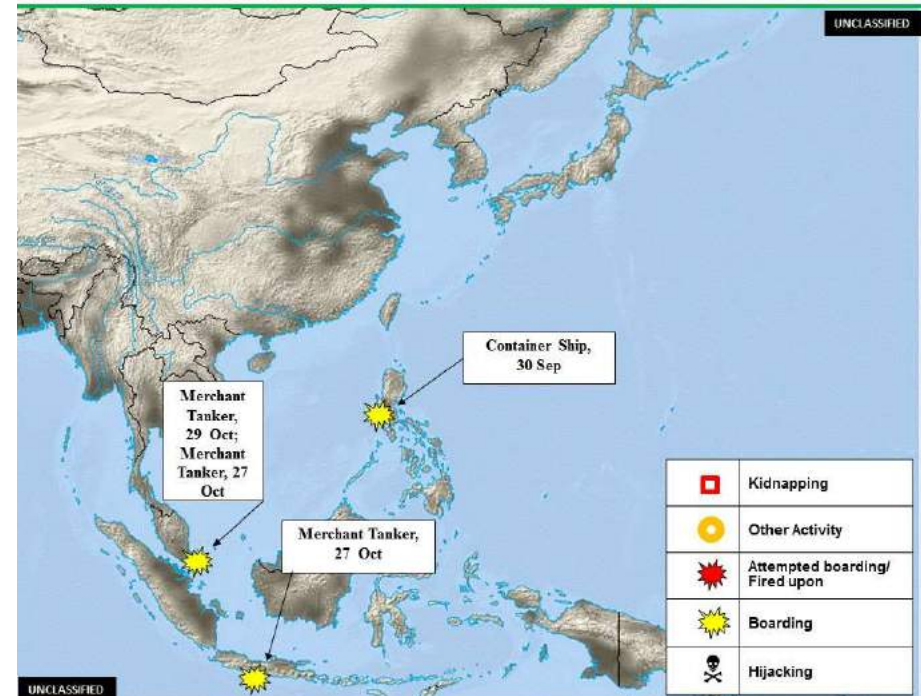 UNCLASSIFIED
Container Ship,
30 Sep
Merchant
Tanker,
29 Oct;
Merchant
Tanker, 27
Oct
Merchant Tanker,
27 Oct
Kidnapping
Other Activity
Attempted boarding/
Fired upon
Boarding
Hijacking
UNCLASSIFIED